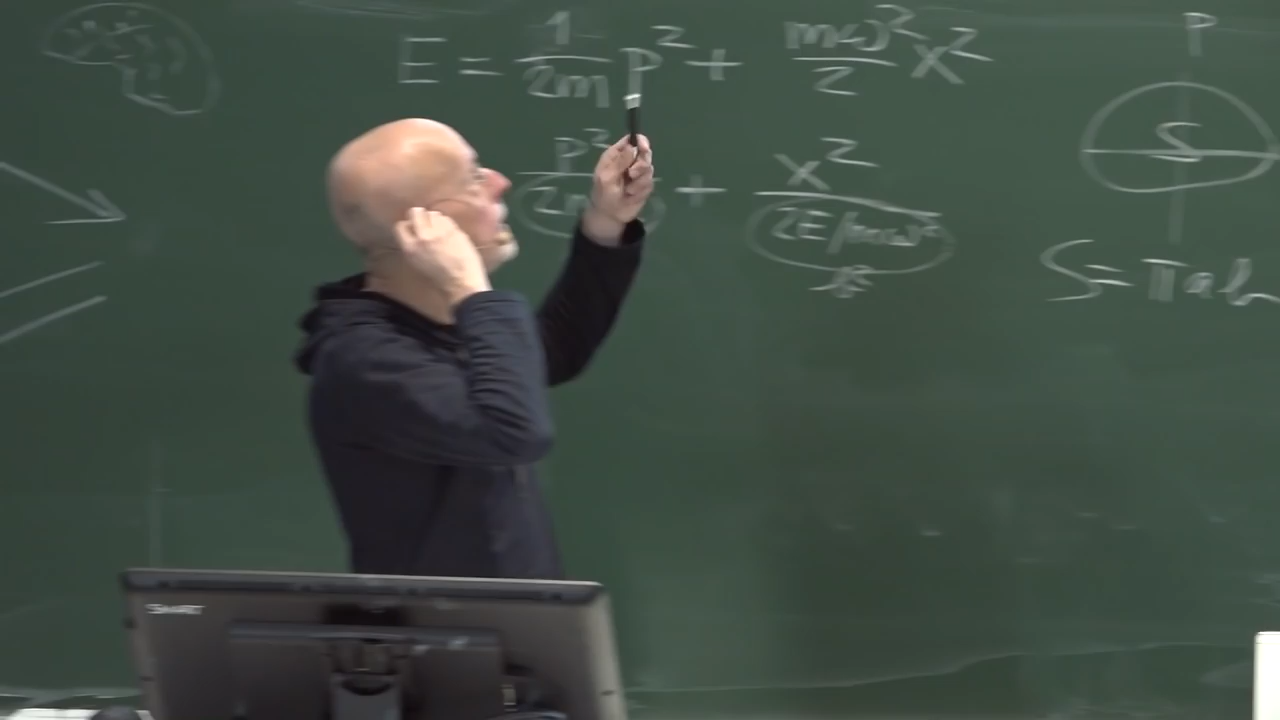 E = 1/2m p² + mω²/2 x²
p²/2m + x²/2E/mω²
P
S
S = πab
SMART